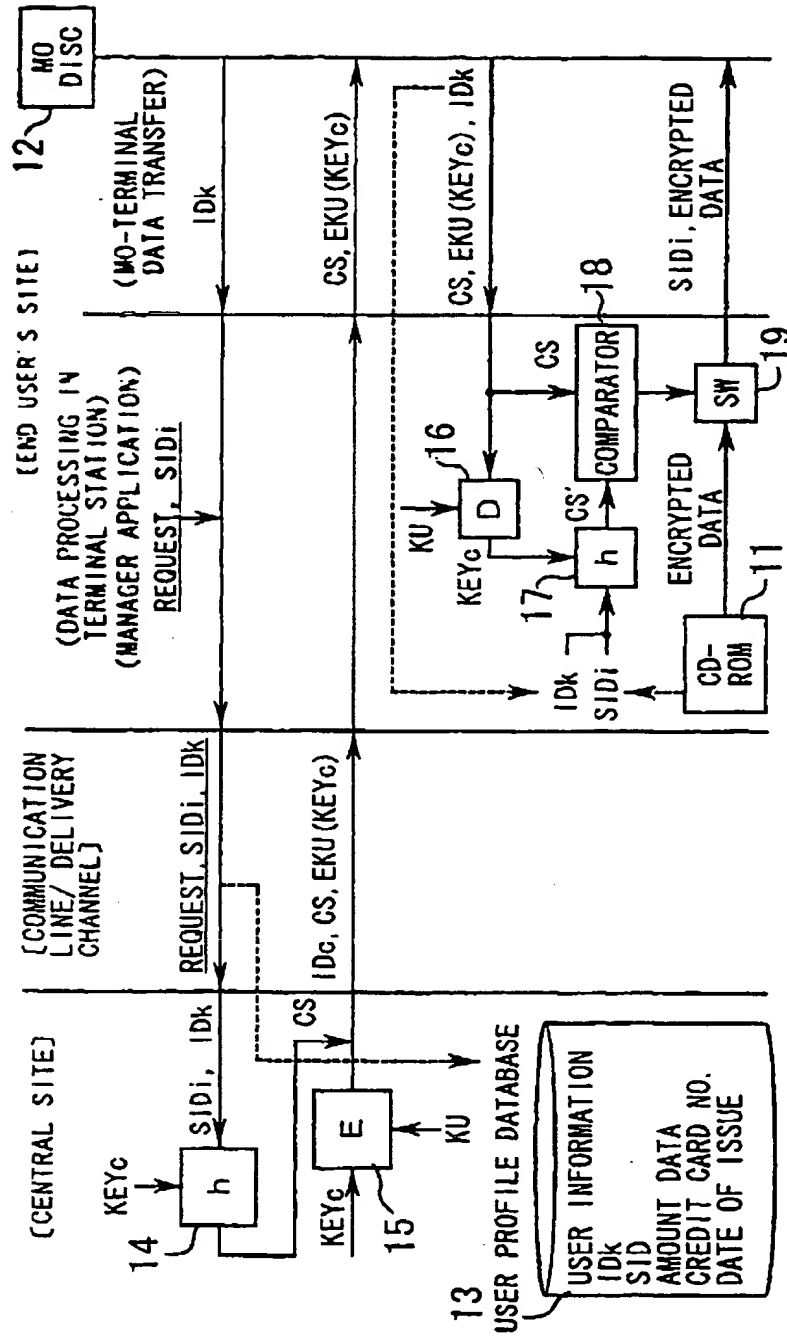 [CENTRAL SITE]
[COMMUNICATION
LINE/ DELIVERY
CHANNEL]
[END USER'S SITE]
(DATA PROCESSING IN
TERMINAL STATION)
(MANAGER APPLICATION)
(MO-TERMINAL
DATA TRANSFER)
12
MO
DISC
KEYc
h
14
SIDi, IDk
REQUEST, SIDi, IDk
REQUEST, SIDi
IDk
CS
KEYc
E
15
KU
IDc, CS, EKU(KEYc)
CS, EKU(KEYc)
CS, EKU(KEYc), IDk
KU
D
16
KEYc
CS
17
h
CS'
COMPARATOR
18
IDk
SIDi
CD-
ROM
11
ENCRYPTED
DATA
SW
19
SIDi, ENCRYPTED
DATA
13
USER PROFILE DATABASE
USER INFORMATION
IDk
SID
AMOUNT DATA
CREDIT CARD NO.
DATE OF ISSUE